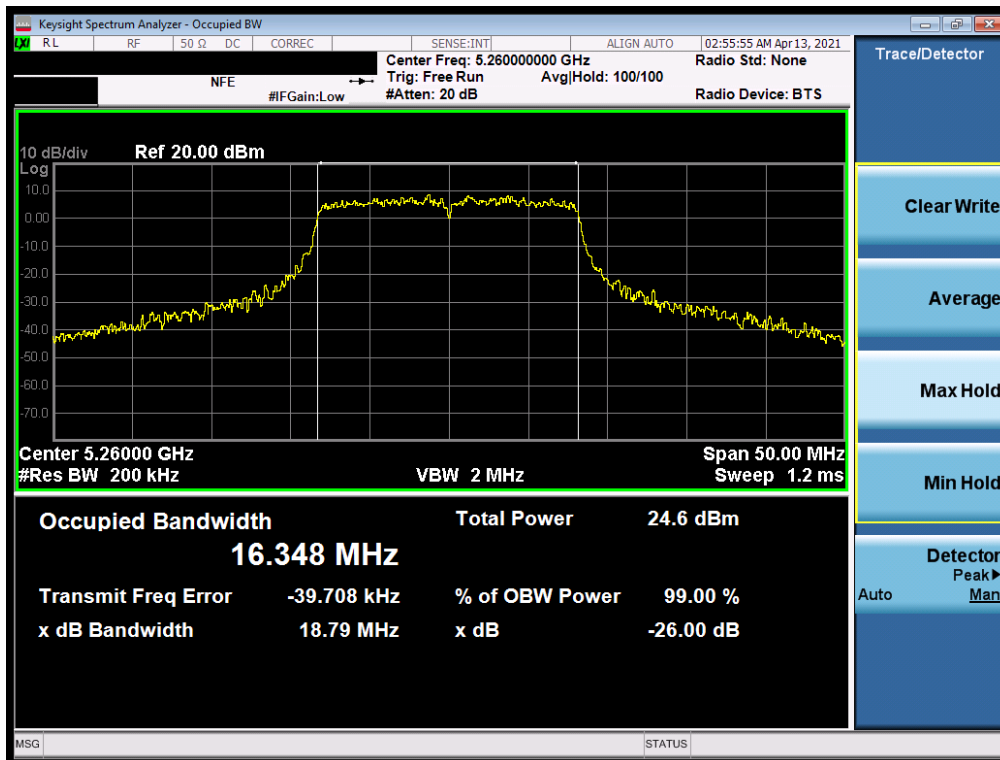 Keysight Spectrum Analyzer - Occupied BW
LXI RL RF 50 Ω DC CORREC SENSE:INT ALIGN AUTO 02:55:55 AM Apr 13, 2021
Center Freq: 5.260000000 GHz Radio Std: None
NFE Trig: Free Run Avg|Hold: 100/100
#IFGain:Low #Atten: 20 dB Radio Device: BTS
10 dB/div Ref 20.00 dBm
Log
10.0
0.00
-10.0
-20.0
-30.0
-40.0
-50.0
-60.0
-70.0
Center 5.26000 GHz Span 50.00 MHz
#Res BW 200 kHz VBW 2 MHz Sweep 1.2 ms
Occupied Bandwidth Total Power 24.6 dBm
16.348 MHz
Transmit Freq Error -39.708 kHz % of OBW Power 99.00 %
x dB Bandwidth 18.79 MHz x dB -26.00 dB
MSG STATUS
Trace/Detector
Clear Write
Average
Max Hold
Min Hold
Detector
Peak▶
Auto Man